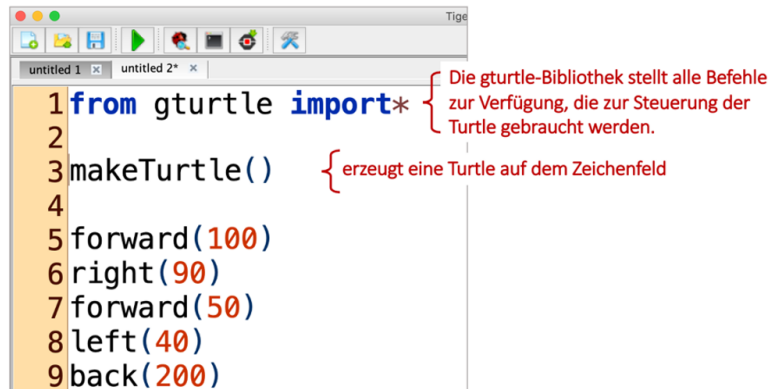 Tige
untitled 1
untitled 2*
1 from gturtle import*
Die gturtle-Bibliothek stellt alle Befehle
zur Verfügung, die zur Steuerung der
Turtle gebraucht werden.
2
3 makeTurtle()
erzeugt eine Turtle auf dem Zeichenfeld
4
5 forward(100)
6 right(90)
7 forward(50)
8 left(40)
9 back(200)